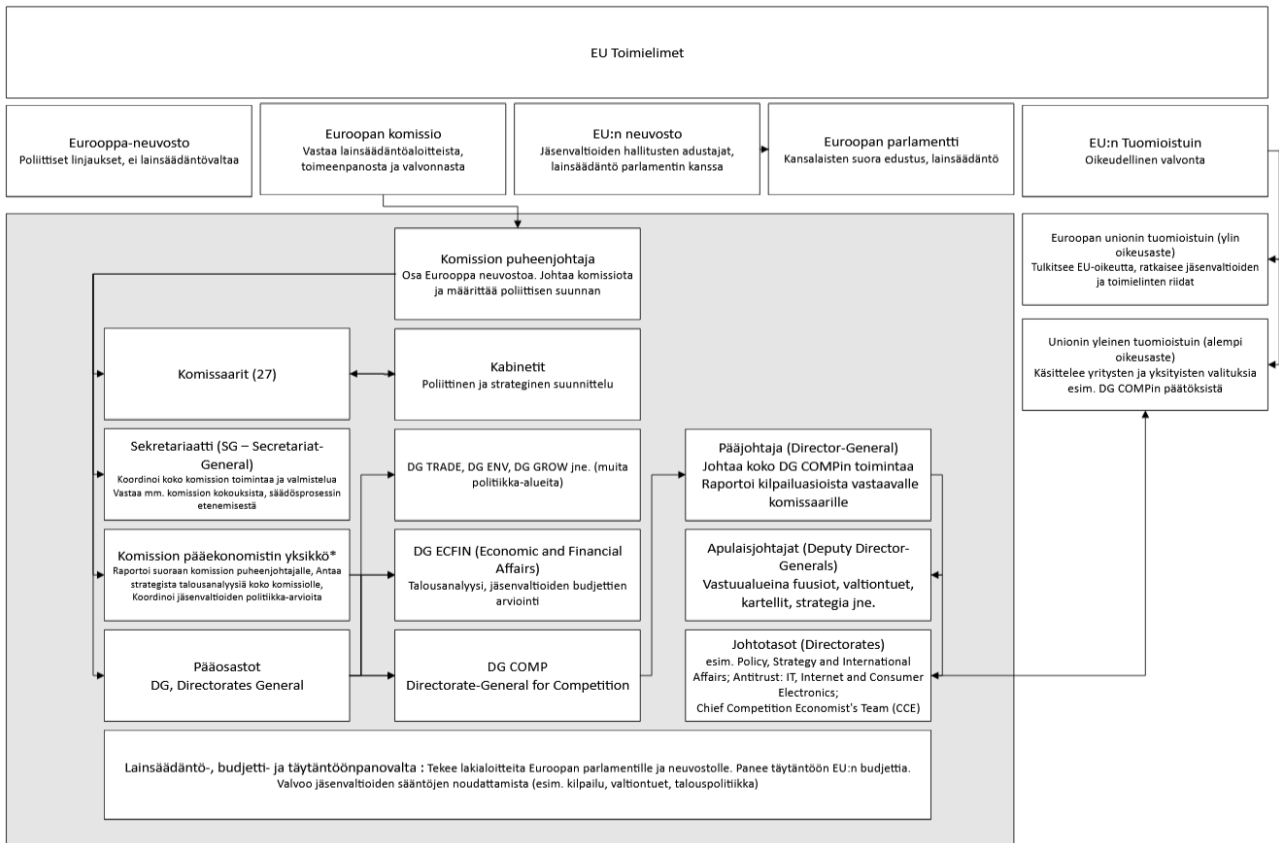 EU Toimielimet
Eurooppa-neuvosto
Poliittiset linjaukset, ei lainsäädäntövaltaa
Euroopan komissio
Vastaa lainsäädäntöaloitteista,
toimeenpanosta ja valvonnasta
EU:n neuvosto
Jäsenvaltioiden hallitusten adustajat,
lainsäädäntö parlamentin kanssa
Euroopan parlamentti
Kansalaisten suora edustus, lainsäädäntö
EU:n Tuomioistuin
Oikeudellinen valvonta
Komission puheenjohtaja
Osa Eurooppa neuvostoa. Johtaa komissiota
ja määrittää poliittisen suunnan
Euroopan unionin tuomioistuin (ylin
oikeusaste)
Tulkitsee EU-oikeutta, ratkaisee jäsenvaltioiden
ja toimielinten riidat
Komissaarit (27)
Kabinetit
Poliittinen ja strateginen suunnittelu
Unionin yleinen tuomioistuin (alempi
oikeusaste)
Käsittelee yritysten ja yksityisten valituksia
esim. DG COMPin päätöksistä
Sekretariaatti (SG – Secretariat-
General)
Koordinoi koko komission toimintaa ja valmistelua
Vastaa mm. komission kokouksista, säädösprosessin
etenemisestä
DG TRADE, DG ENV, DG GROW jne. (muita
politiikka-alueita)
Pääjohtaja (Director-General)
Johtaa koko DG COMPin toimintaa
Raportoi kilpailuasioista vastaavalle
komissaarille
Komission pääekonomistin yksikkö*
Raportoi suoraan komission puheenjohtajalle, Antaa
strategista talousanalyysiä koko komissiolle,
Koordinoi jäsenvaltioiden politiikka-arvioita
DG ECFIN (Economic and Financial
Affairs)
Talousanalyysi, jäsenvaltioiden budjettien
arviointi
Apulaisjohtajat (Deputy Director-
Generals)
Vastuualueina fuusiot, valtiontuet,
kartellit, strategia jne.
Pääosastot
DG, Directorates General
DG COMP
Directorate-General for Competition
Johtotasot (Directorates)
esim. Policy, Strategy and International
Affairs; Antitrust: IT, Internet and Consumer
Electronics;
Chief Competition Economist's Team (CCE)
Lainsäädäntö-, budjetti- ja täytäntöönpanovalta : Tekee lakialoitteita Euroopan parlamentille ja neuvostolle. Panee täytäntöön EU:n budjettia.
Valvoo jäsenvaltioiden sääntöjen noudattamista (esim. kilpailu, valtiontuet, talouspolitiikka)